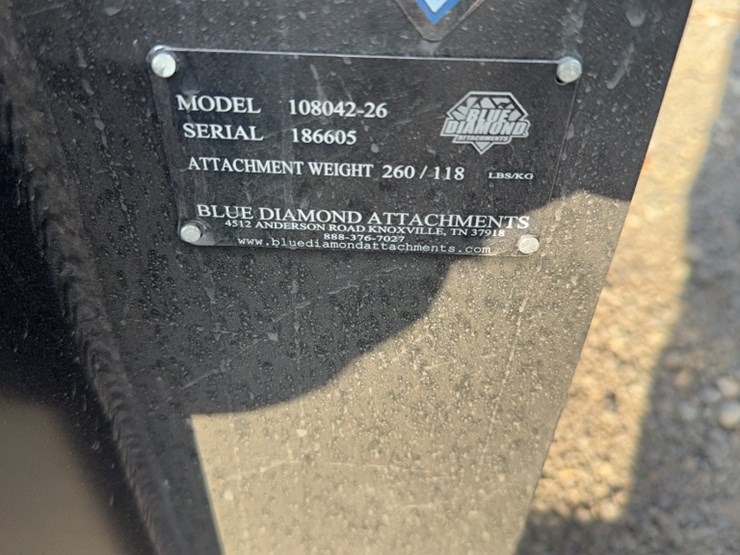 MODEL 108042-26
SERIAL 186605
BLUE
DIAMOND
ATTACHMENTS
ATTACHMENT WEIGHT 260 / 118 LBS/KG
BLUE DIAMOND ATTACHMENTS
4512 ANDERSON ROAD KNOXVILLE, TN 37918
888-376-7027
www.bluediamondattachments.com